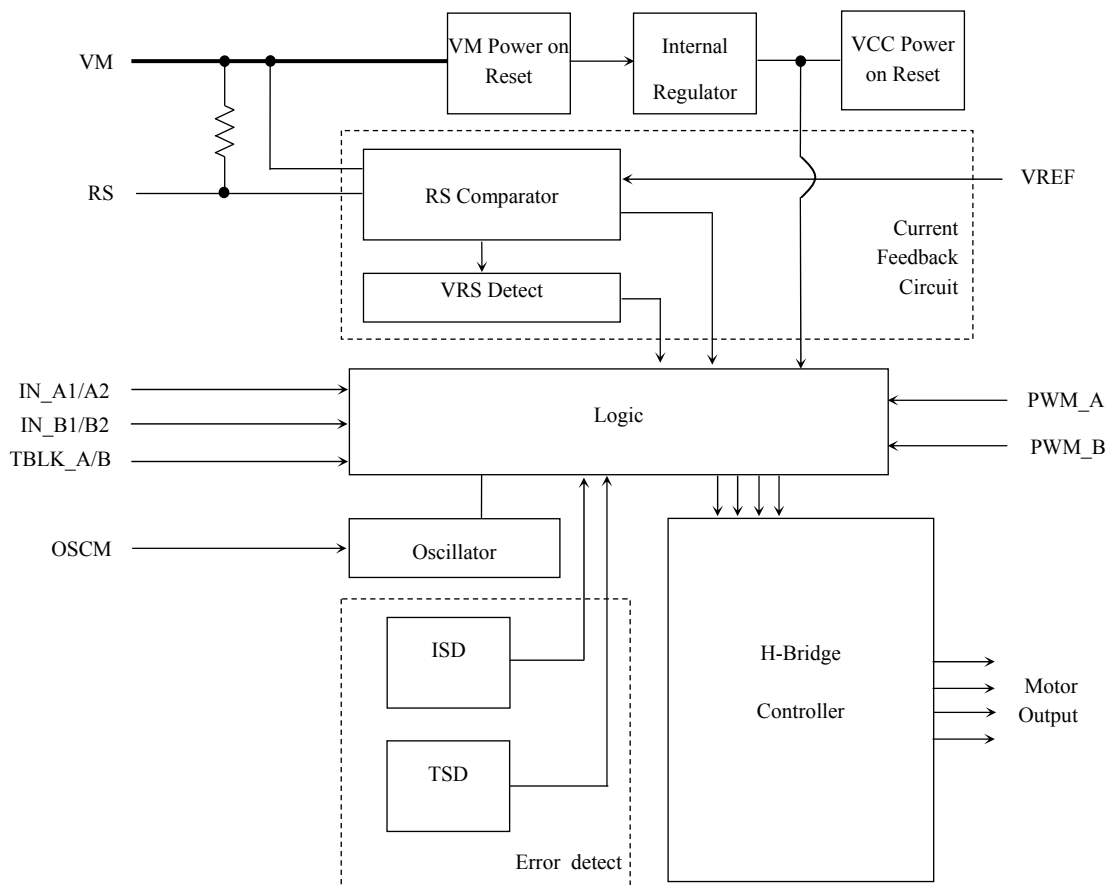 VM
VM Power on
Reset
Internal
Regulator
VCC Power
on Reset
RS
RS Comparator
VREF
Current
Feedback
Circuit
VRS Detect
IN_A1/A2
IN_B1/B2
TBLK_A/B
Logic
PWM_A
PWM_B
OSCM
Oscillator
ISD
TSD
Error detect
H-Bridge
Controller
Motor
Output